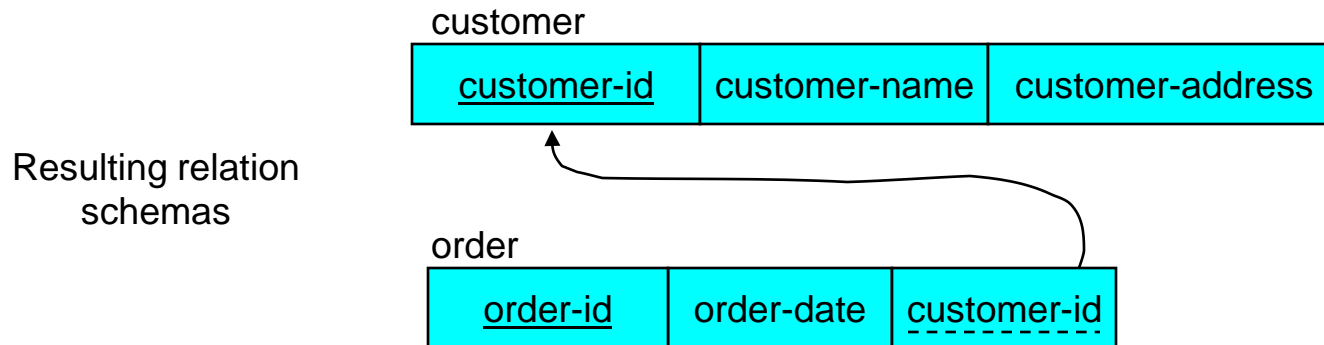 customer
customer-id customer-name customer-address
Resulting relation
schemas
order
order-id order-date customer-id